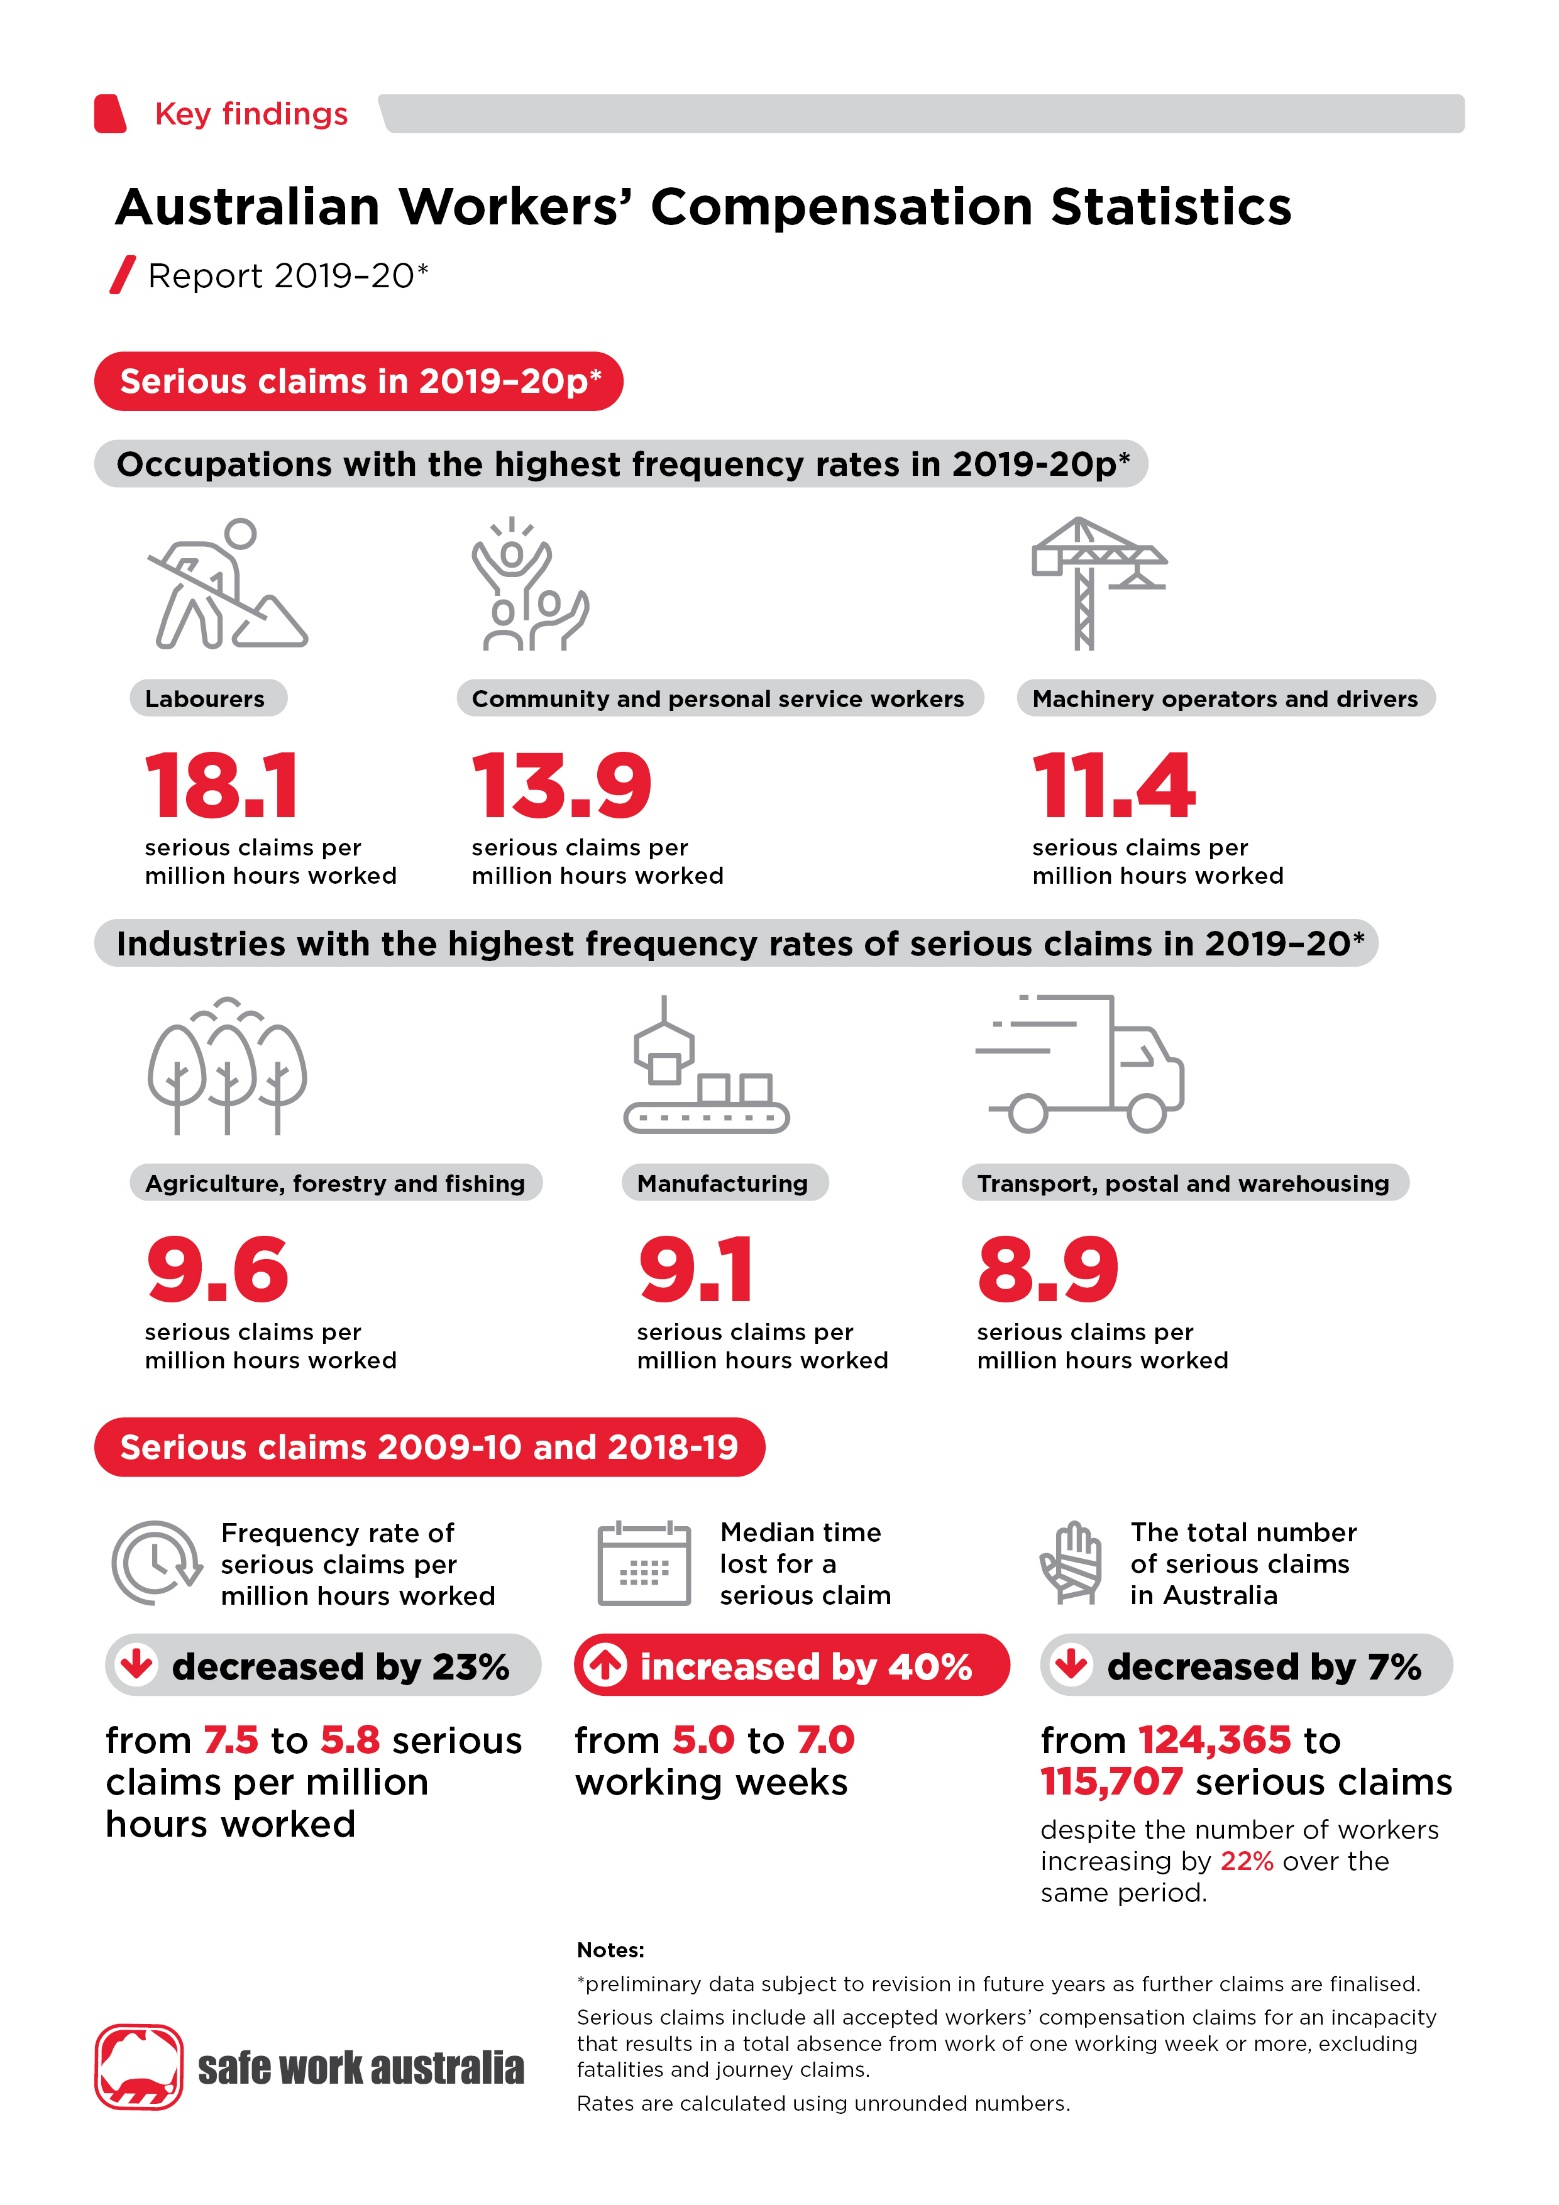 Key findings
Australian Workers’ Compensation Statistics
Report 2019–20*
Serious claims in 2019–20p*
Occupations with the highest frequency rates in 2019-20p*
Labourers
18.1
serious claims per
million hours worked
Community and personal service workers
13.9
serious claims per
million hours worked
Machinery operators and drivers
11.4
serious claims per
million hours worked
Industries with the highest frequency rates of serious claims in 2019–20*
Agriculture, forestry and fishing
9.6
serious claims per
million hours worked
Manufacturing
9.1
serious claims per
million hours worked
Transport, postal and warehousing
8.9
serious claims per
million hours worked
Serious claims 2009-10 and 2018-19
Frequency rate of
serious claims per
million hours worked
decreased by 23%
from 7.5 to 5.8 serious
claims per million
hours worked
Median time
lost for a
serious claim
increased by 40%
from 5.0 to 7.0
working weeks
The total number
of serious claims
in Australia
decreased by 7%
from 124,365 to
115,707 serious claims
despite the number of workers
increasing by 22% over the
same period.
Notes:
*preliminary data subject to revision in future years as further claims are finalised.
Serious claims include all accepted workers’ compensation claims for an incapacity
that results in a total absence from work of one working week or more, excluding
fatalities and journey claims.
Rates are calculated using unrounded numbers.
safe work australia